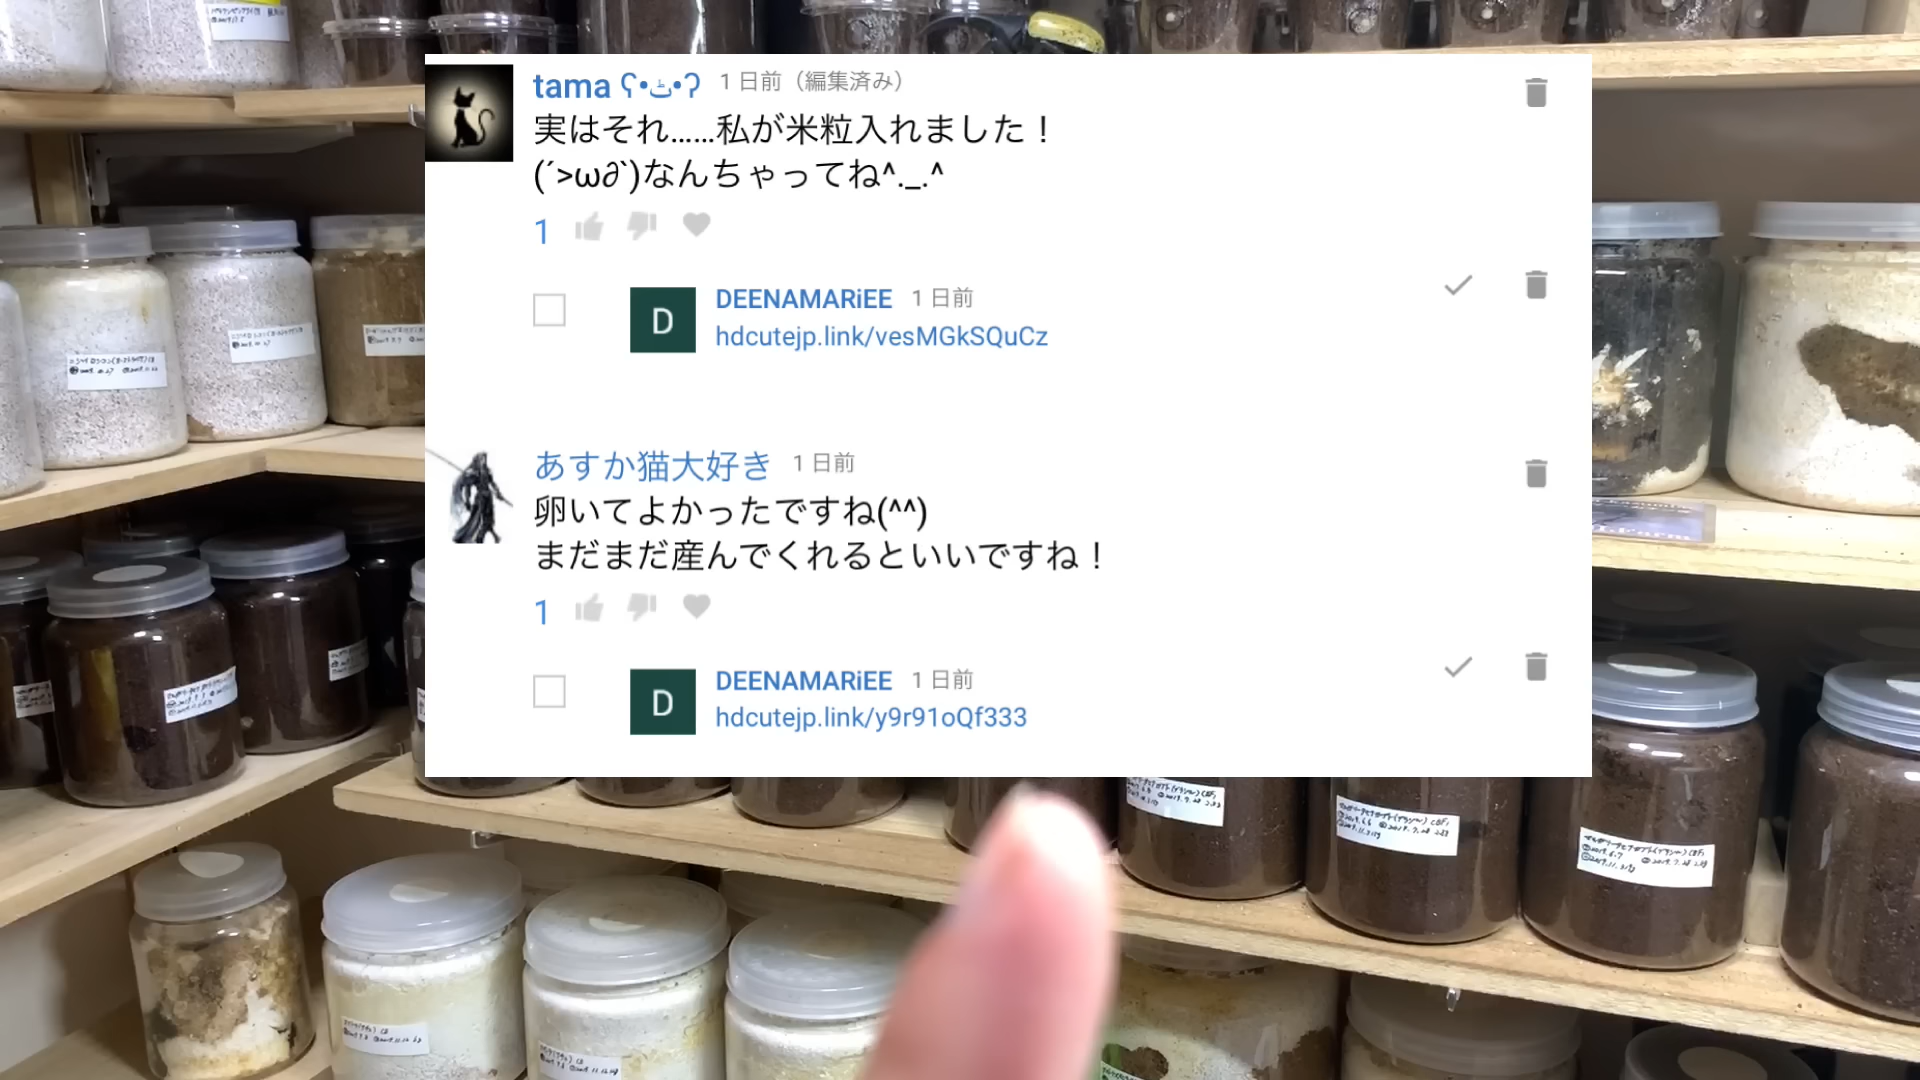 tama ʕ•ﻂ•ʔ 1 日前（編集済み）
実はそれ……私が米粒入れました！
(´>ω∂`)なんちゃってね^._.^
1
D
DEENAMARiEE 1 日前
hdcutejp.link/vesMGkSQuCz
あすか猫大好き 1 日前
卵いてよかったですね(^^)
まだまだ産んでくれるといいですね！
1
D
DEENAMARiEE 1 日前
hdcutejp.link/y9r91oQf333